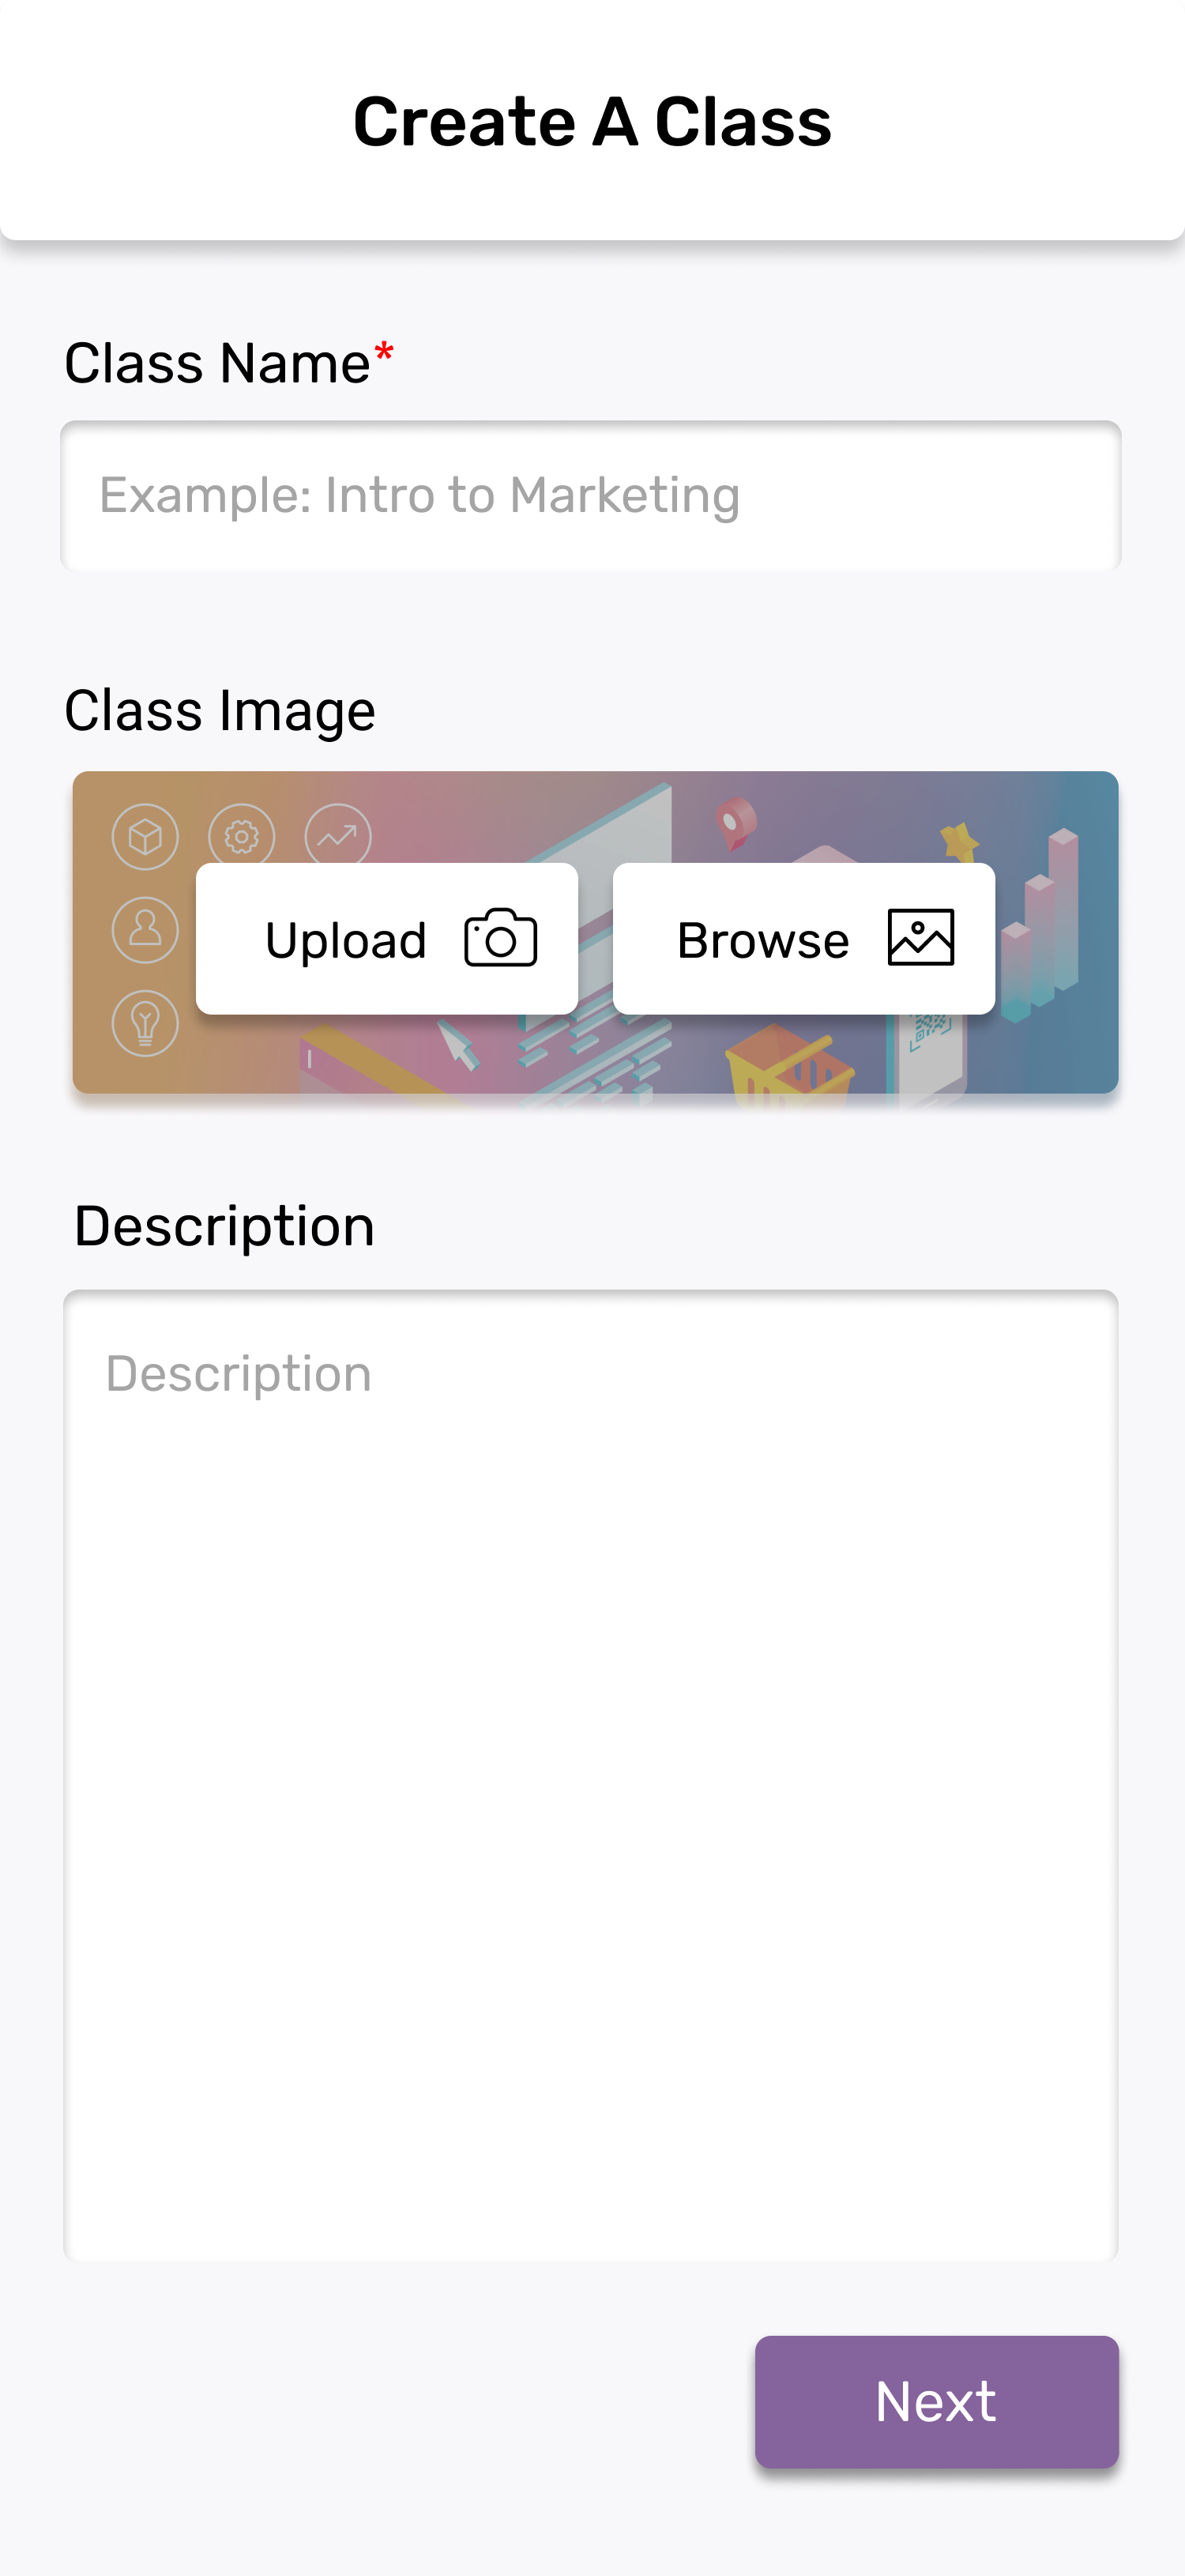 Create A Class
Class Name*
Example: Intro to Marketing
Class Image
Upload
Browse
Description
Description
Next